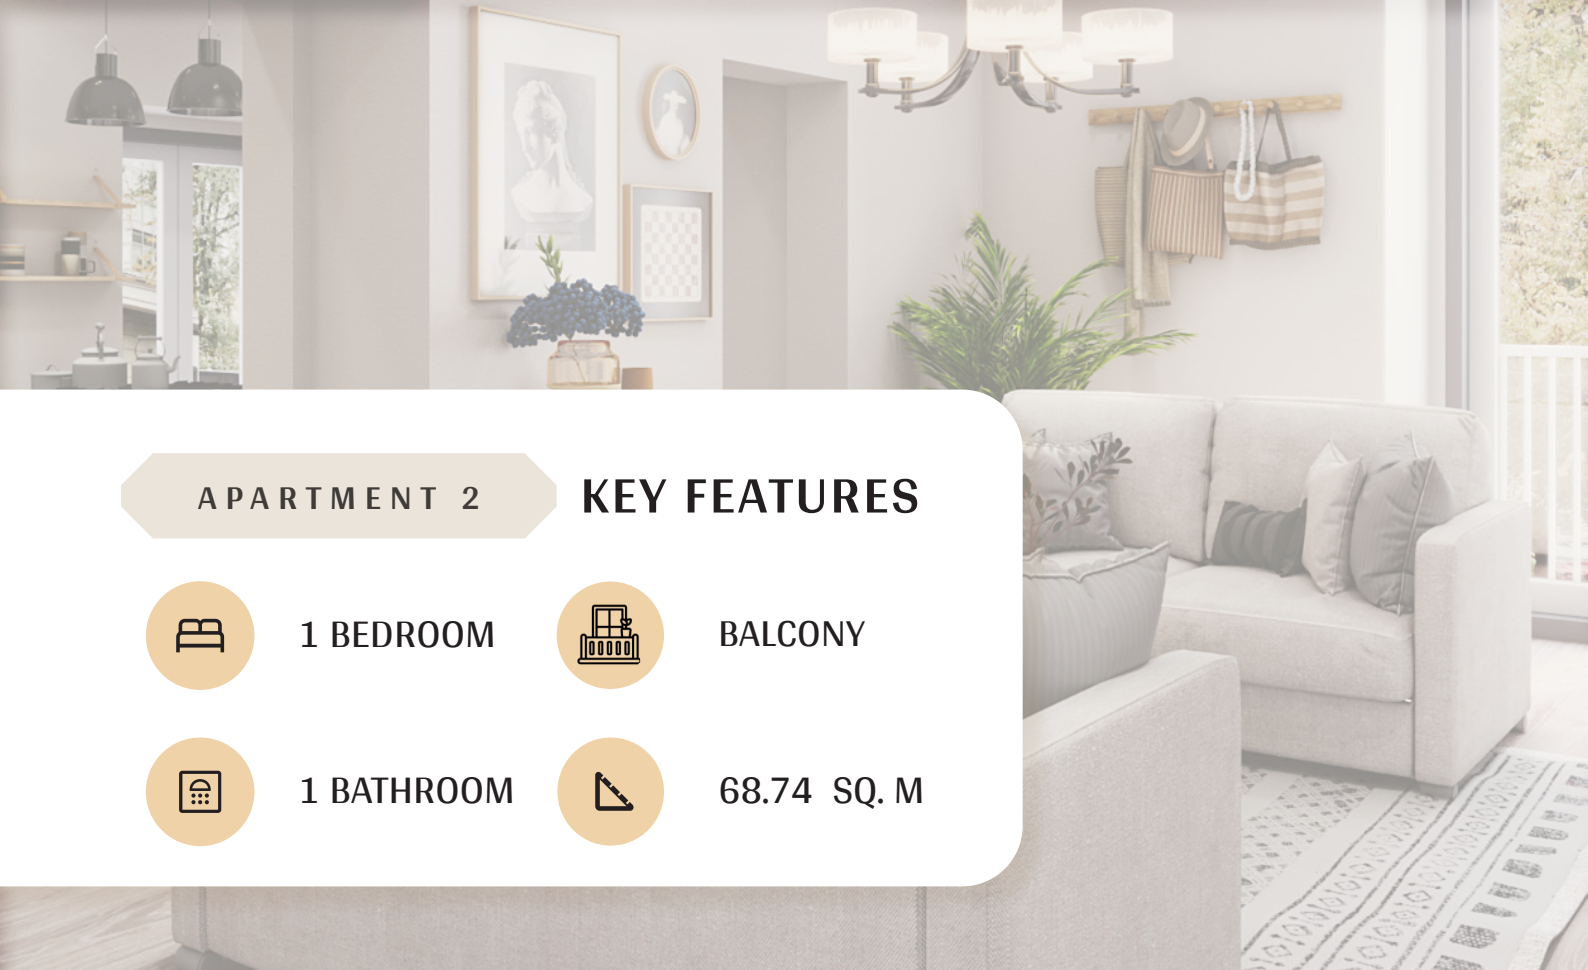 APARTMENT 2
KEY FEATURES
1 BEDROOM
BALCONY
1 BATHROOM
68.74 SQ. M